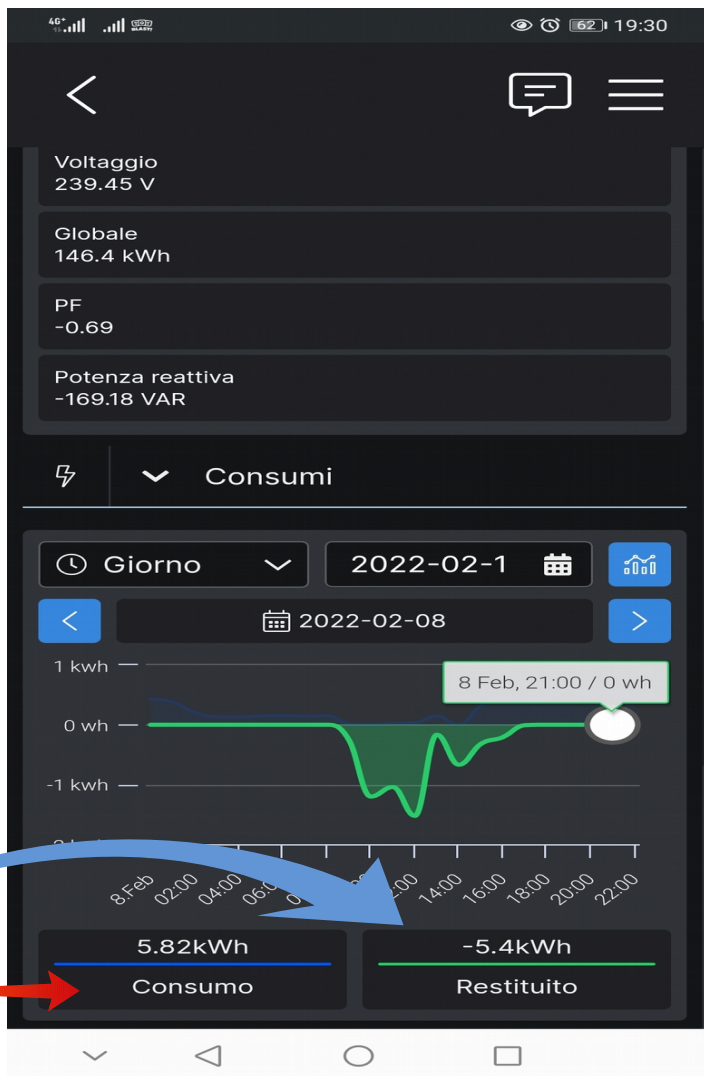 4G+
62 19:30
Voltaggio
239.45 V
Globale
146.4 kWh
PF
-0.69
Potenza reattiva
-169.18 VAR
Consumi
Giorno
2022-02-1
2022-02-08
1 kwh
8 Feb, 21:00 / 0 wh
0 wh
-1 kwh
8.Feb 02:00 04:00 14:00 16:00 18:00 20:00 22:00
5.82kWh
-5.4kWh
Consumo
Restituito